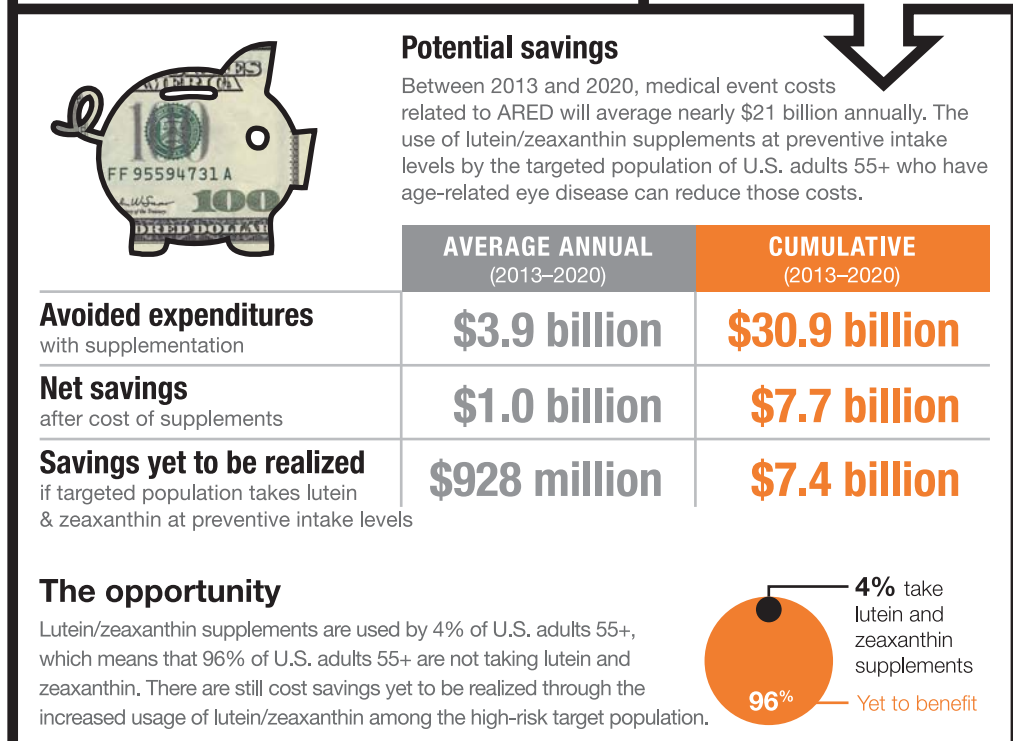 Potential savings
Between 2013 and 2020, medical event costs
related to ARED will average nearly $21 billion annually. The
use of lutein/zeaxanthin supplements at preventive intake
levels by the targeted population of U.S. adults 55+ who have
age-related eye disease can reduce those costs.
100
FF 95594731 A
100
AVERAGE ANNUAL
(2013–2020)
CUMULATIVE
(2013–2020)
Avoided expenditures
with supplementation
$3.9 billion
$30.9 billion
Net savings
after cost of supplements
$1.0 billion
$7.7 billion
Savings yet to be realized
if targeted population takes lutein
& zeaxanthin at preventive intake levels
$928 million
$7.4 billion
The opportunity
Lutein/zeaxanthin supplements are used by 4% of U.S. adults 55+,
which means that 96% of U.S. adults 55+ are not taking lutein and
zeaxanthin. There are still cost savings yet to be realized through the
increased usage of lutein/zeaxanthin among the high-risk target population.
4% take
lutein and
zeaxanthin
supplements
96%
Yet to benefit